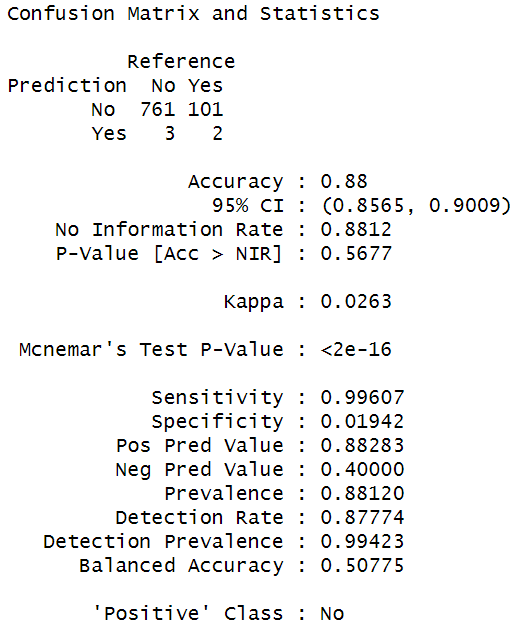 Confusion Matrix and Statistics
Reference
Prediction No Yes
No 761 101
Yes 3 2
Accuracy : 0.88
95% CI : (0.8565, 0.9009)
No Information Rate : 0.8812
P-Value [Acc > NIR] : 0.5677
Kappa : 0.0263
Mcnemar's Test P-Value : <2e-16
Sensitivity : 0.99607
Specificity : 0.01942
Pos Pred Value : 0.88283
Neg Pred Value : 0.40000
Prevalence : 0.88120
Detection Rate : 0.87774
Detection Prevalence : 0.99423
Balanced Accuracy : 0.50775
'Positive' Class : No